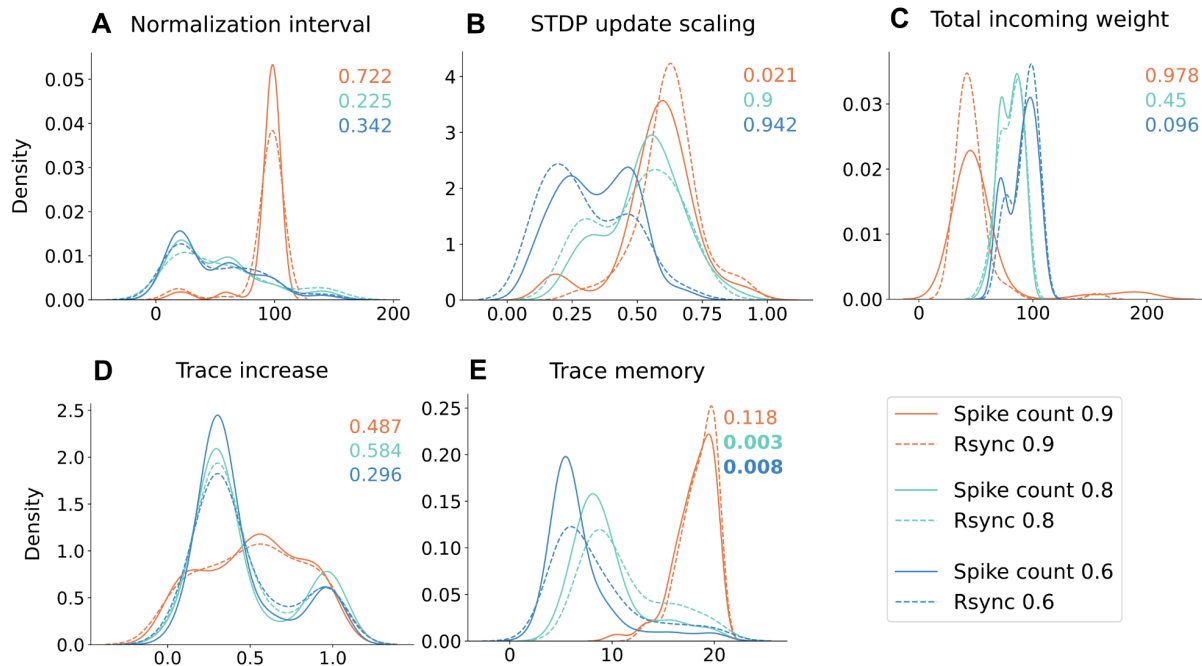 A Normalization interval
0.05
0.04
0.03
0.02
0.01
0.00
Density
0 100 200
0.722
0.225
0.342
B STDP update scaling
4
3
2
1
0
0.00 0.25 0.50 0.75 1.00
0.021
0.9
0.942
C Total incoming weight
0.03
0.02
0.01
0.00
0 100 200
0.978
0.45
0.096
D Trace increase
2.5
2.0
1.5
1.0
0.5
0.0
Density
0.0 0.5 1.0
0.487
0.584
0.296
E Trace memory
0.25
0.20
0.15
0.10
0.05
0.00
0 10 20
0.118
0.003
0.008
Spike count 0.9
Rsync 0.9
Spike count 0.8
Rsync 0.8
Spike count 0.6
Rsync 0.6